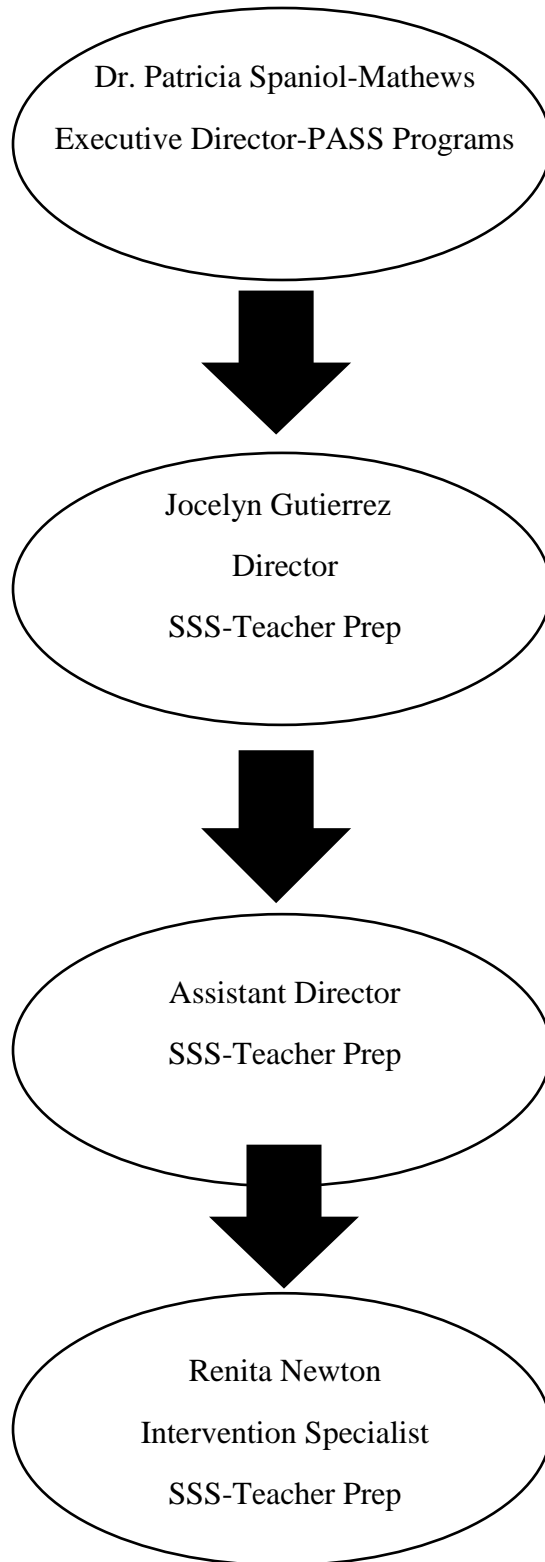 Dr. Patricia Spaniol-Mathews
Executive Director-PASS Programs
Jocelyn Gutierrez
Director
SSS-Teacher Prep
Assistant Director
SSS-Teacher Prep
Renita Newton
Intervention Specialist
SSS-Teacher Prep